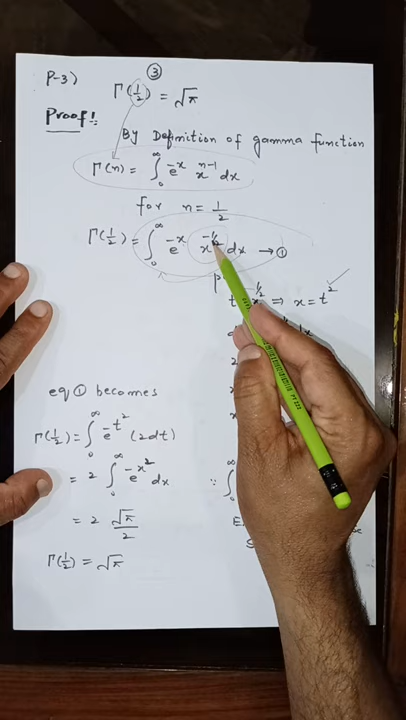 ③
P-3) Γ(1/2) = √π
Proof!
By Definition of gamma function
Γ(n) = ∫₀^∞ e^{-x} x^{n-1} dx
for n = 1/2
Γ(1/2) = ∫₀^∞ e^{-x} x^{-1/2} dx → ①
⇒ x = t²
eq ① becomes
Γ(1/2) = ∫₀^∞ e^{-t²} (2dt)
= 2 ∫₀^∞ e^{-x²} dx
= 2 √π/2
Γ(1/2) = √π